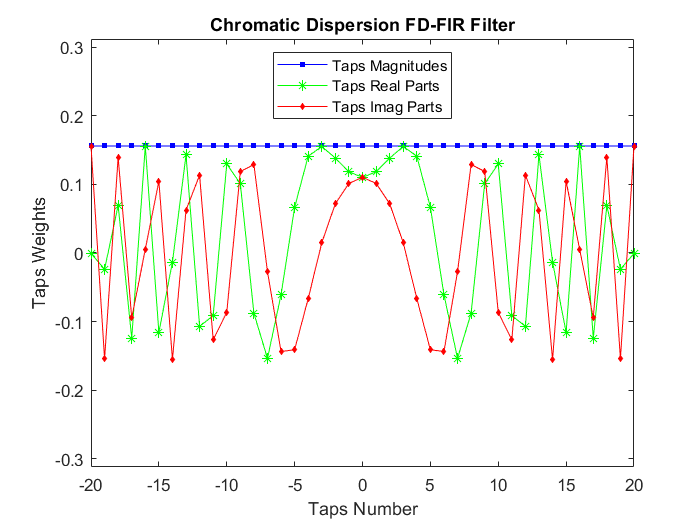 Chromatic Dispersion FD-FIR Filter
Taps Magnitudes
Taps Real Parts
Taps Imag Parts
Taps Weights
0.3
0.2
0.1
0
-0.1
-0.2
-0.3
-20 -15 -10 -5 0 5 10 15 20
Taps Number